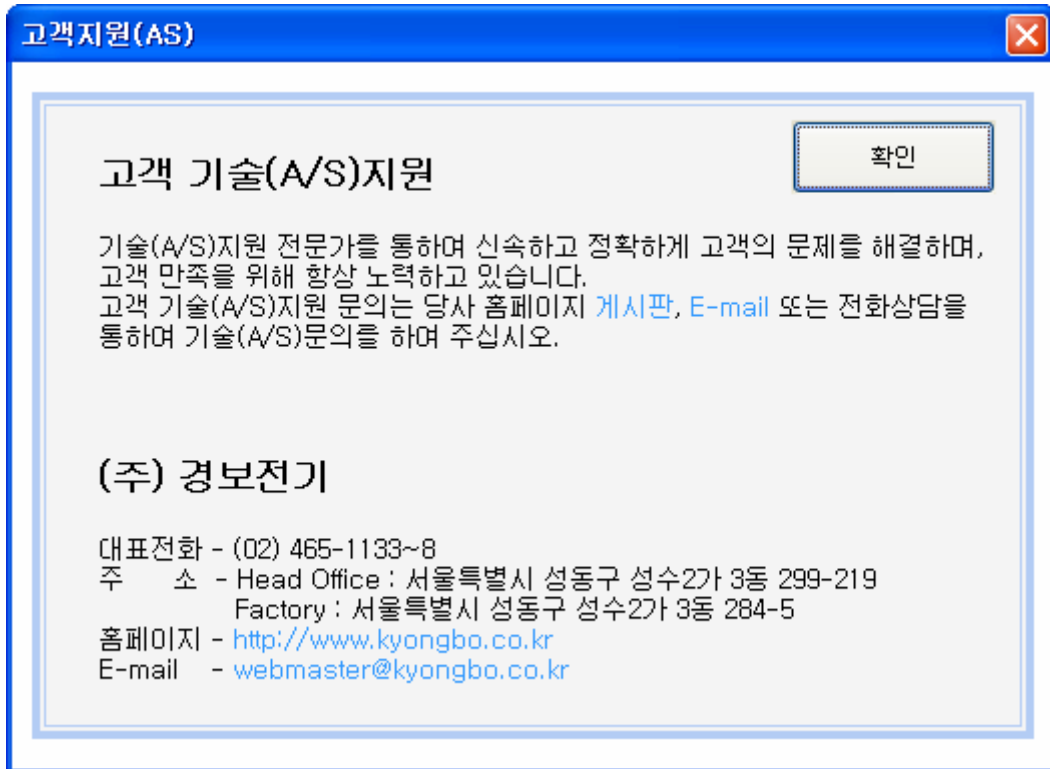 고객지원(AS)
확인
고객 기술(A/S)지원
기술(A/S)지원 전문가를 통하여 신속하고 정확하게 고객의 문제를 해결하며,
고객 만족을 위해 항상 노력하고 있습니다.
고객 기술(A/S)지원 문의는 당사 홈페이지 게시판, E-mail 또는 전화상담을
통하여 기술(A/S)문의를 하여 주십시오.
(주) 경보전기
대표전화 - (02) 465-1133~8
주 소 - Head Office : 서울특별시 성동구 성수2가 3동 299-219
Factory : 서울특별시 성동구 성수2가 3동 284-5
홈페이지 - http://www.kyongbo.co.kr
E-mail - webmaster@kyongbo.co.kr